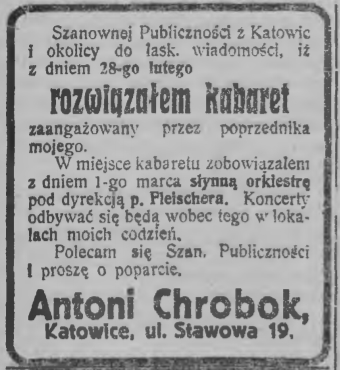 Szanownej Publiczności z Katowic
i okolicy do łask. wiadomości, iż
z dniem 28-go lutego
rozwiązałem kabaret
zaangażowany przez poprzednika
mojego.
W miejsce kabaretu zobowiązałem
z dniem 1-go marca słynną orkiestrę
pod dyrekcją p. Fleischera. Koncerty
odbywać się będą wobec tego w loka-
lach moich codzień.
Polecam się Szan. Publiczności
i proszę o poparcie.
Antoni Chrobok,
Katowice, ul. Stawowa 19.